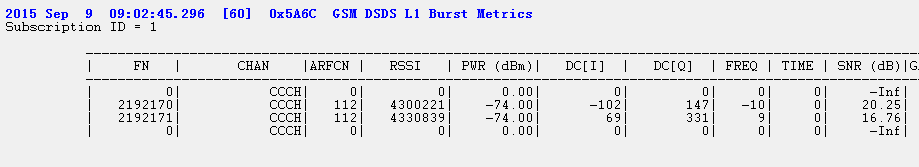 2015 Sep 9 09:02:45.296 [60] 0x5A6C GSM DSDS L1 Burst Metrics
Subscription ID = 1
| FN | CHAN |ARFCN | RSSI | PWR (dBm)| DC[I] | DC[Q] | FREQ | TIME | SNR (dB)|
| 0| CCCH| 0| 0| 0.00| 0| 0| 0| 0| -Inf|
| 2192170| CCCH| 112| 4300221| -74.00| -102| 147| -10| 0| 20.25|
| 2192171| CCCH| 112| 4330839| -74.00| 69| 331| 9| 0| 16.76|
| 0| CCCH| 0| 0| 0.00| 0| 0| 0| 0| -Inf|